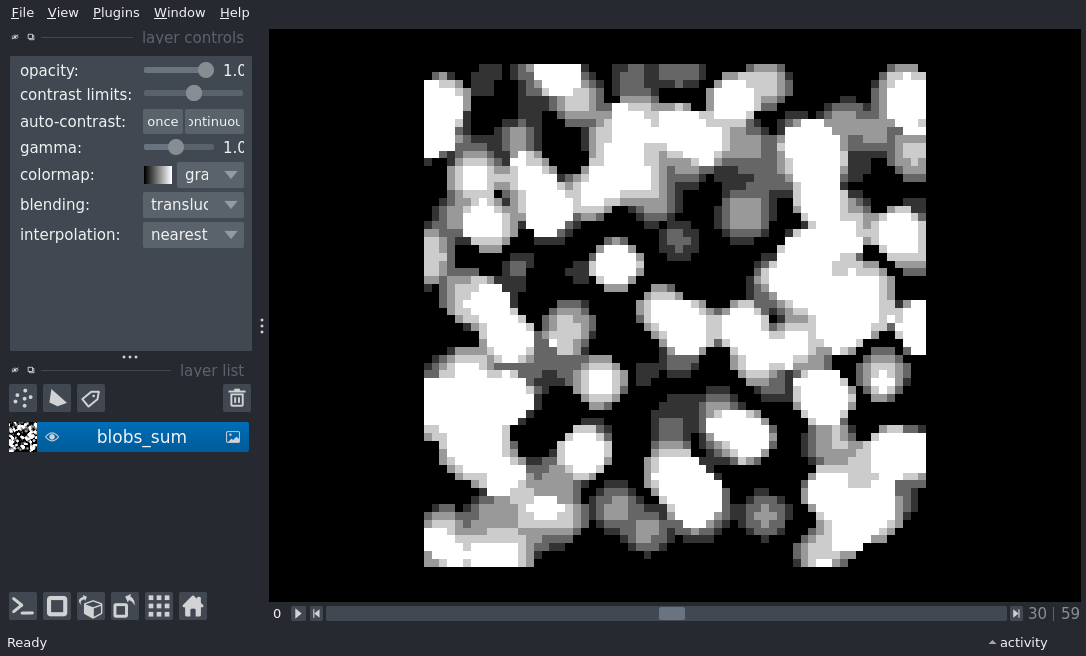 File View Plugins Window Help
layer controls
opacity: 1.0
contrast limits:
auto-contrast: once ontinuou
gamma: 1.0
colormap: gra
blending: transluc
interpolation: nearest
layer list
blobs_sum
0 30 | 59
Ready activity